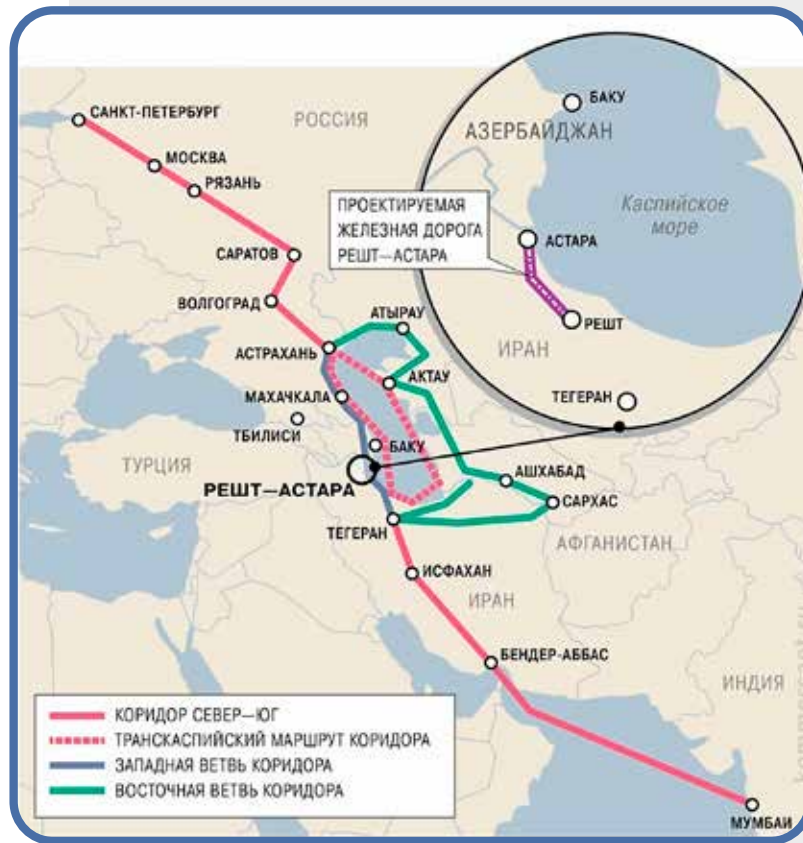 САНКТ-ПЕТЕРБУРГ
РОССИЯ
МОСКВА
РЯЗАНЬ
САРАТОВ
ВОЛГОГРАД
АСТРАХАНЬ
АТЫРАУ
АКТАУ
МАХАЧКАЛА
ТБИЛИСИ
БАКУ
ТУРЦИЯ
РЕШТ—АСТАРА
АШХАБАД
САРХАС
ТЕГЕРАН
АФГАНИСТАН
ИСФАХАН
ИРАН
БЕНДЕР-АББАС
ИНДИЯ
МУМБАИ
БАКУ
АЗЕРБАЙДЖАН
Каспийское
море
ПРОЕКТИРУЕМАЯ
ЖЕЛЕЗНАЯ ДОРОГА
РЕШТ—АСТАРА
АСТАРА
РЕШТ
ИРАН
ТЕГЕРАН
КОРИДОР СЕВЕР—ЮГ
ТРАНСКАСПИЙСКИЙ МАРШРУТ КОРИДОРА
ЗАПАДНАЯ ВЕТВЬ КОРИДОРА
ВОСТОЧНАЯ ВЕТВЬ КОРИДОРА